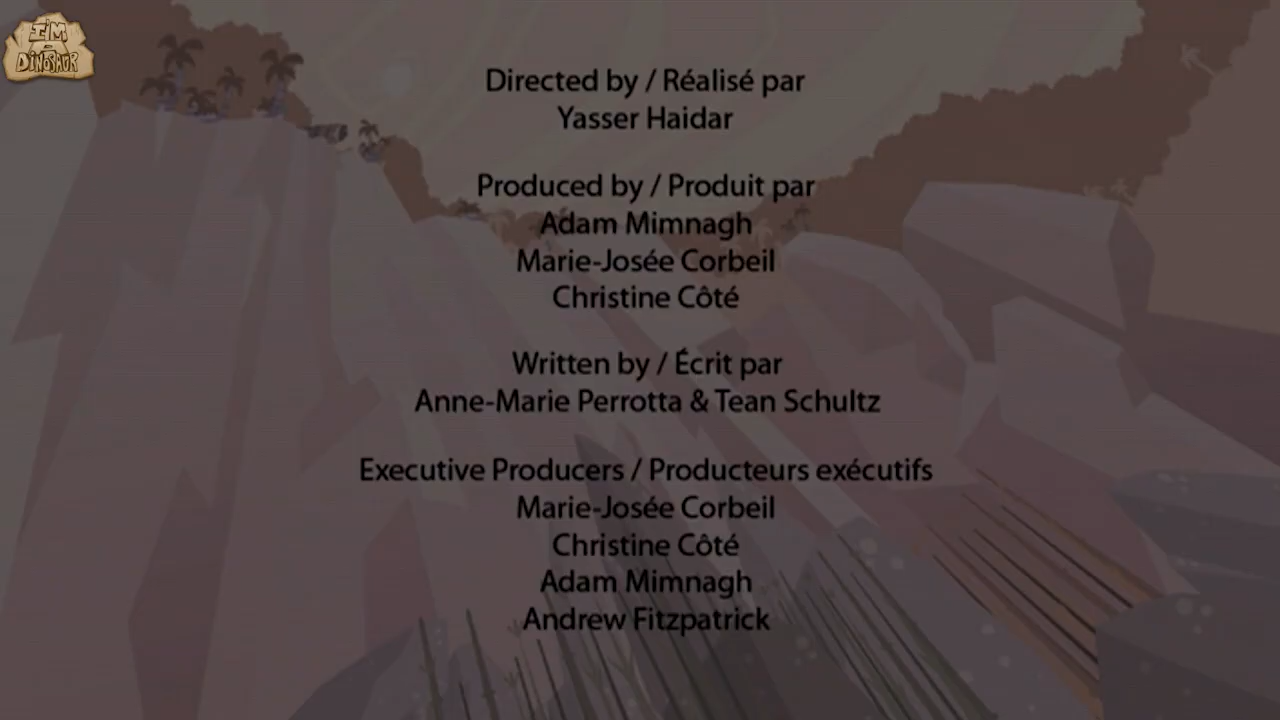 I'M
A
DINOSAUR
Directed by / Réalisé par
Yasser Haidar
Produced by / Produit par
Adam Mimnagh
Marie-Josée Corbeil
Christine Côté
Written by / Écrit par
Anne-Marie Perrotta & Tean Schultz
Executive Producers / Producteurs exécutifs
Marie-Josée Corbeil
Christine Côté
Adam Mimnagh
Andrew Fitzpatrick